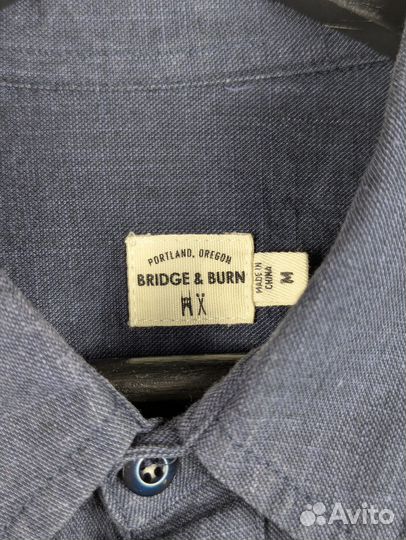 PORTLAND, OREGON
BRIDGE & BURN
MADE IN
CHINA
M
Avito